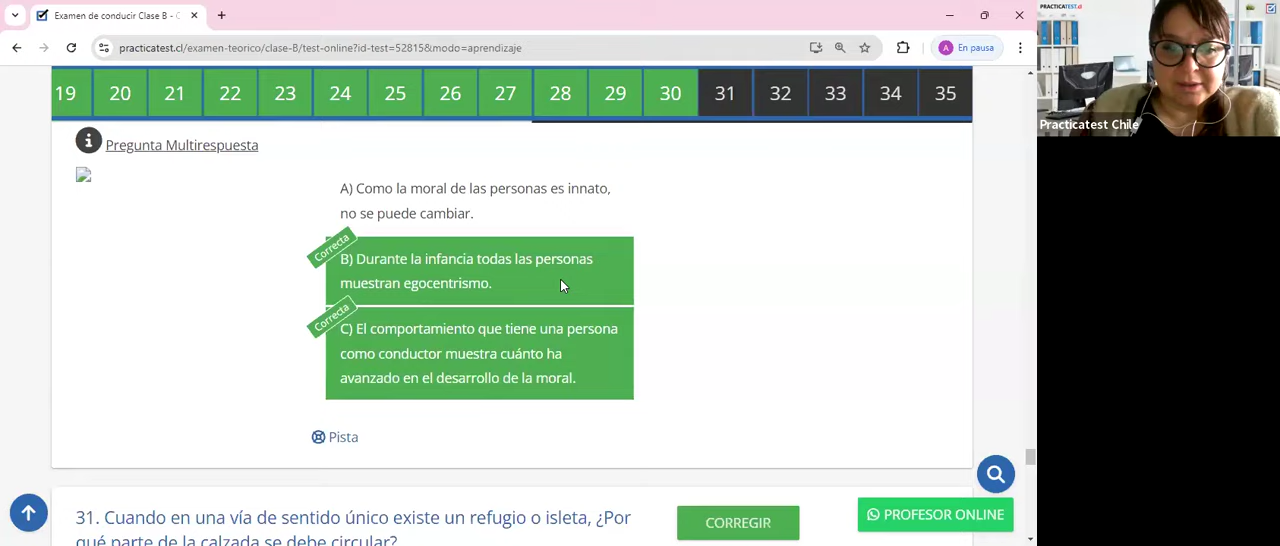 Examen de conducir Clase B - C
practicatest.cl/examen-teorico/clase-B/test-online?id-test=52815&modo=aprendizaje
A En pausa
PRACTICATEST.cl
19 20 21 22 23 24 25 26 27 28 29 30 31 32 33 34 35
Practicatest Chile
Pregunta Multirespuesta
A) Como la moral de las personas es innato,
no se puede cambiar.
Correcta
B) Durante la infancia todas las personas
muestran egocentrismo.
Correcta
C) El comportamiento que tiene una persona
como conductor muestra cuánto ha
avanzado en el desarrollo de la moral.
Pista
31. Cuando en una vía de sentido único existe un refugio o isleta, ¿Por
qué parte de la calzada se debe circular?
CORREGIR
PROFESOR ONLINE